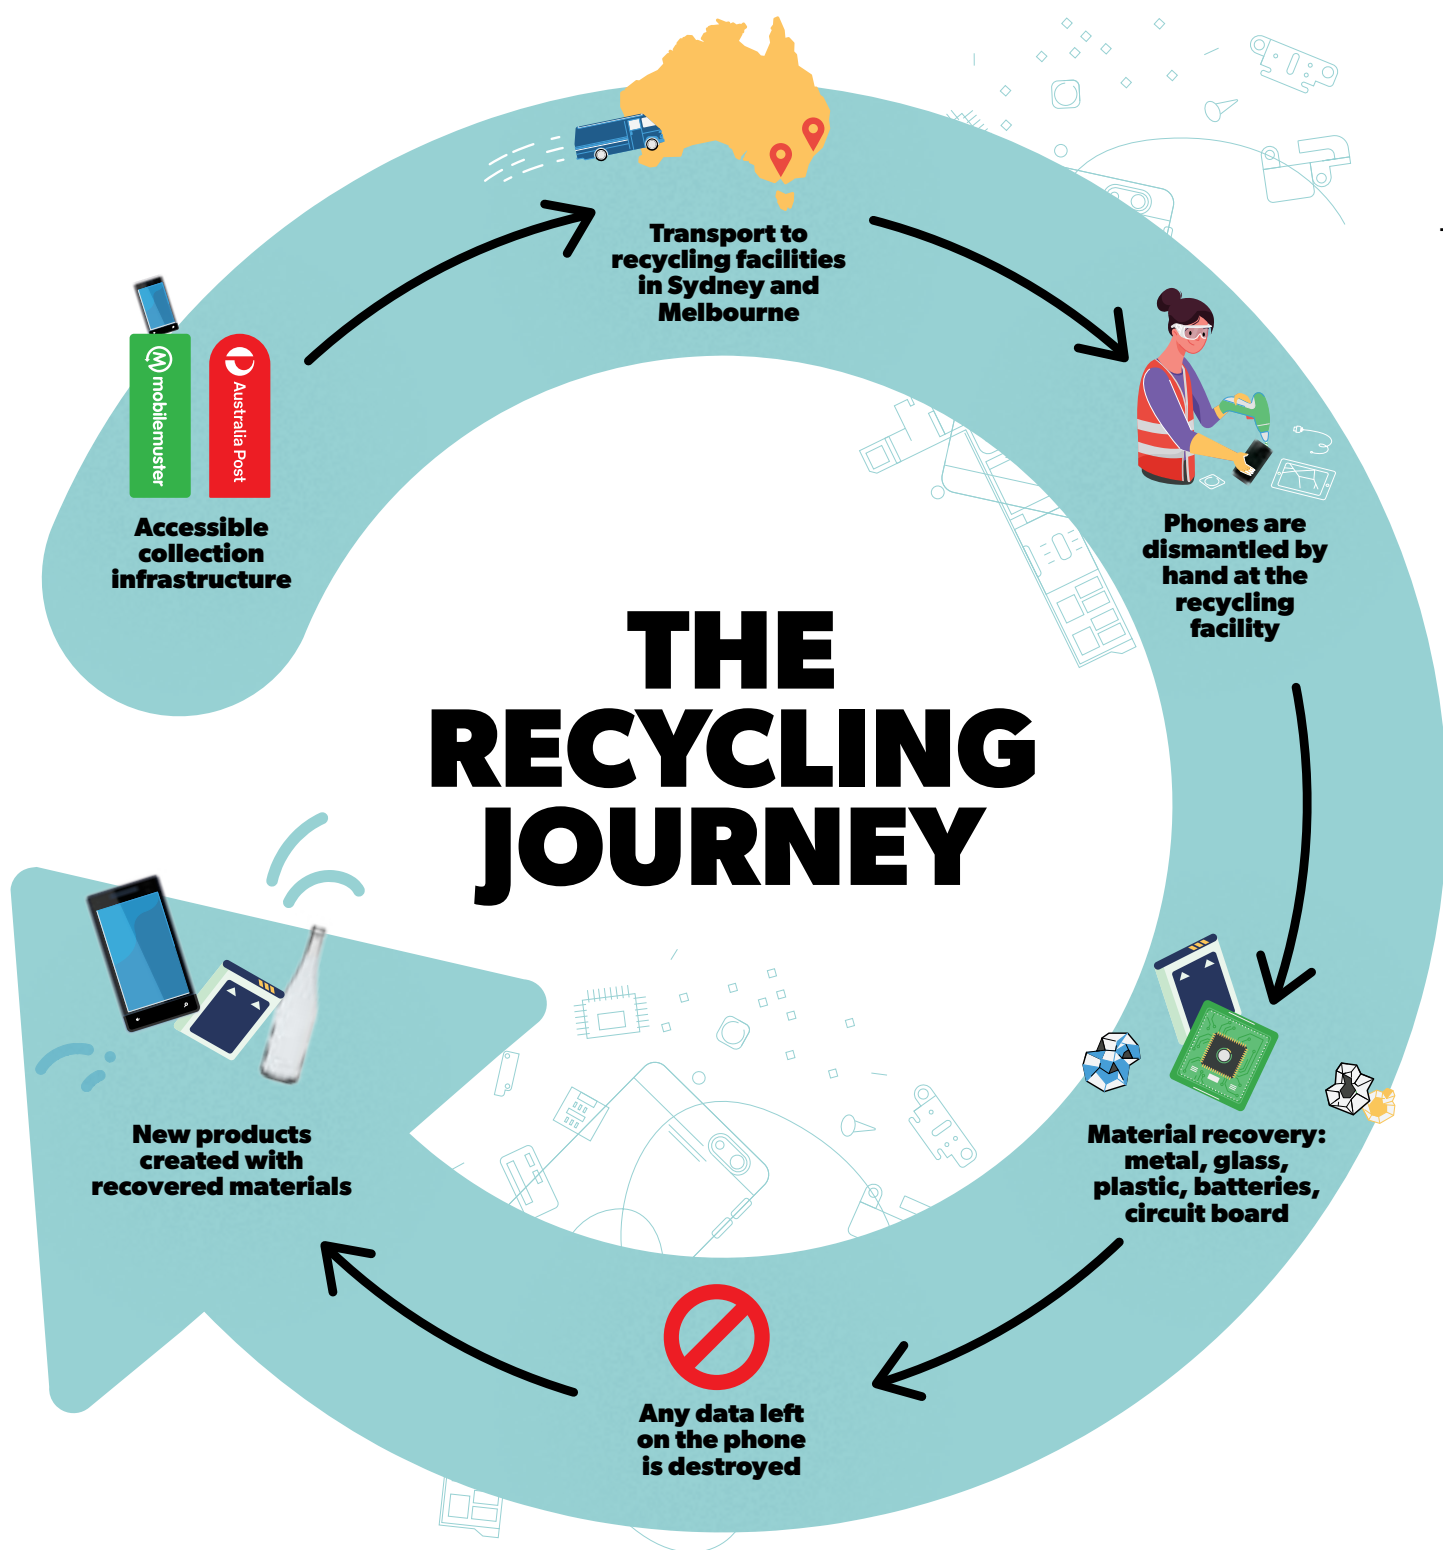 THE
RECYCLING
JOURNEY
mobilemuster
Australia Post
Accessible
collection
infrastructure
Transport to
recycling facilities
in Sydney and
Melbourne
Phones are
dismantled by
hand at the
recycling
facility
Material recovery:
metal, glass,
plastic, batteries,
circuit board
Any data left
on the phone
is destroyed
New products
created with
recovered materials